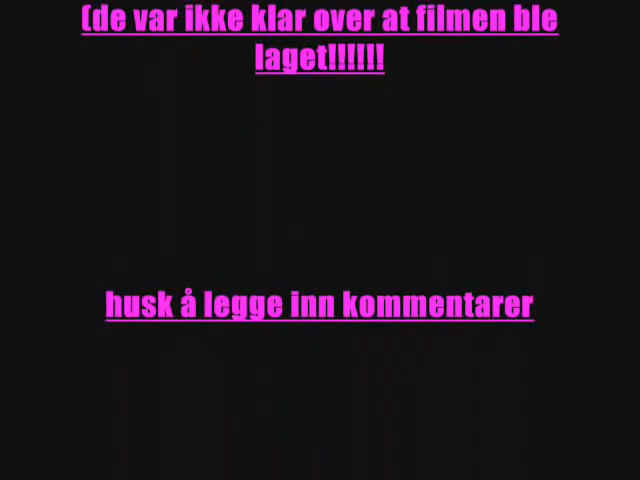 (de var ikke klar over at filmen ble
laget!!!!!!
husk å legge inn kommentarer